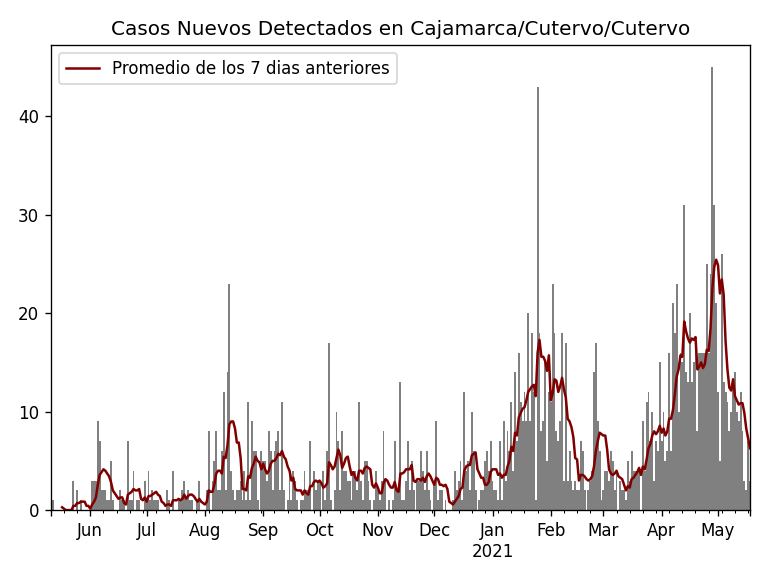 Casos Nuevos Detectados en Cajamarca/Cutervo/Cutervo
Promedio de los 7 dias anteriores
40
30
20
10
0
Jun Jul Aug Sep Oct Nov Dec Jan Feb Mar Apr May
2021